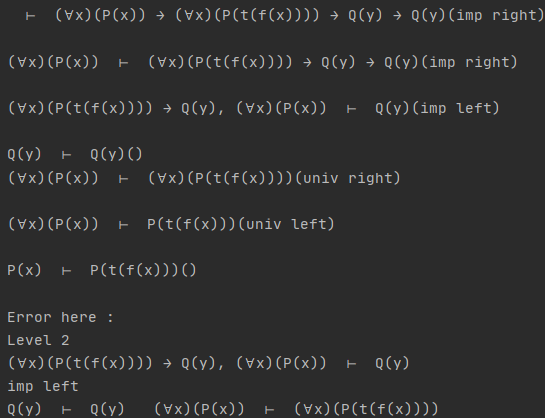 ⊢ (∀x)(P(x)) → (∀x)(P(t(f(x)))) → Q(y) → Q(y)(imp right)
(∀x)(P(x)) ⊢ (∀x)(P(t(f(x)))) → Q(y) → Q(y)(imp right)
(∀x)(P(t(f(x)))) → Q(y), (∀x)(P(x)) ⊢ Q(y)(imp left)
Q(y) ⊢ Q(y)()
(∀x)(P(x)) ⊢ (∀x)(P(t(f(x))))(univ right)
(∀x)(P(x)) ⊢ P(t(f(x)))(univ left)
P(x) ⊢ P(t(f(x)))()
Error here :
Level 2
(∀x)(P(t(f(x)))) → Q(y), (∀x)(P(x)) ⊢ Q(y)
imp left
Q(y) ⊢ Q(y) (∀x)(P(x)) ⊢ (∀x)(P(t(f(x))))